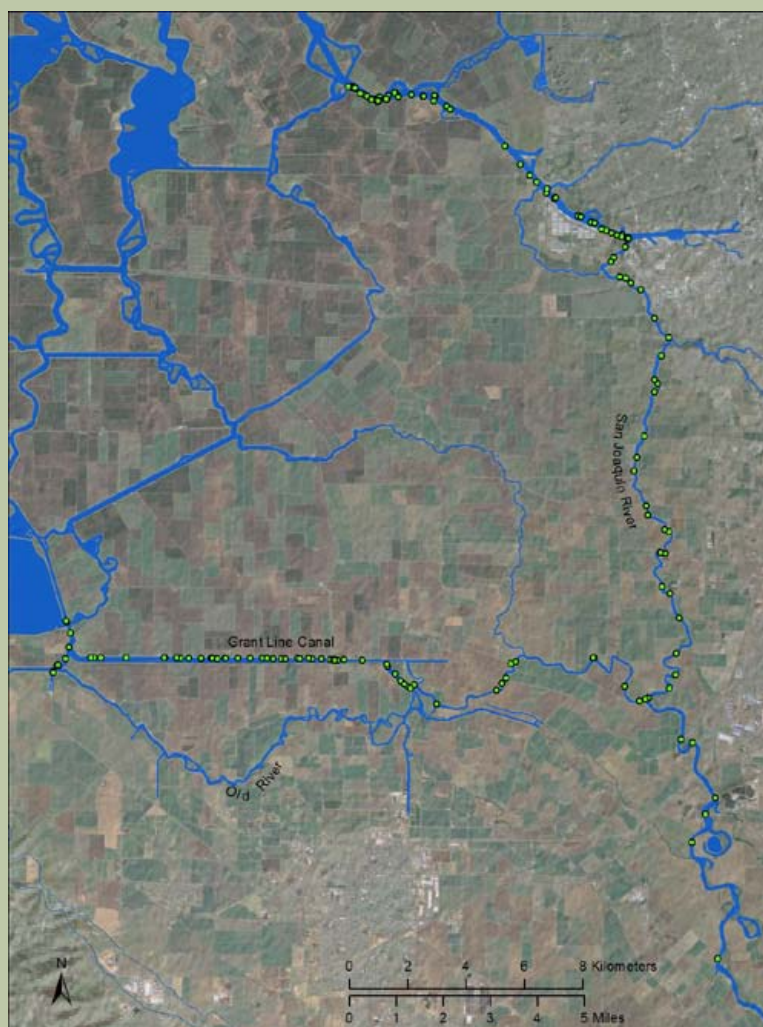 San Joaquin River
Grant Line Canal
Old River
N
0 2 4 6 8 Kilometers
0 1 2 3 4 5 Miles